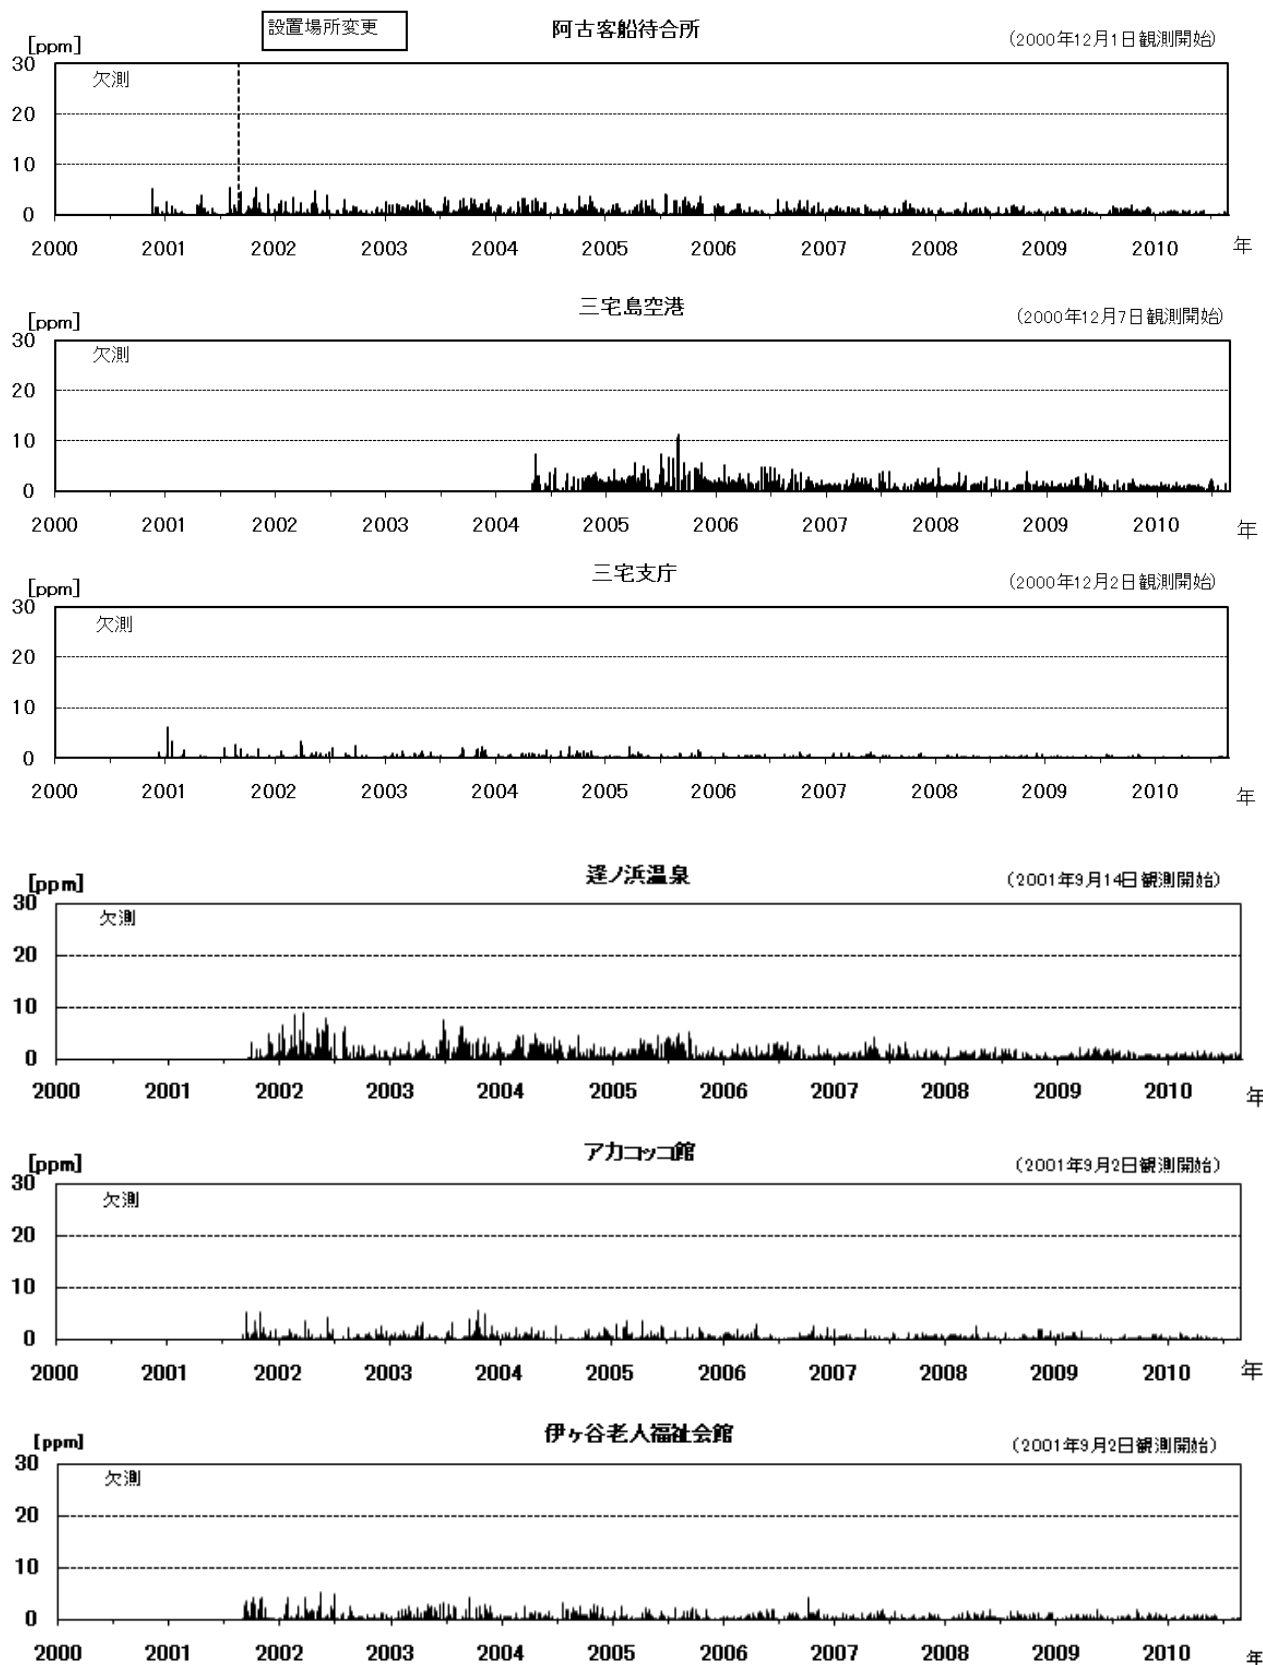 設置場所変更
阿古客船待合所
(2000年12月1日観測開始)
[ppm]
30
欠測
20
10
0
2000 2001 2002 2003 2004 2005 2006 2007 2008 2009 2010 年
三宅島空港
(2000年12月7日観測開始)
[ppm]
30
欠測
20
10
0
2000 2001 2002 2003 2004 2005 2006 2007 2008 2009 2010 年
三宅支庁
(2000年12月2日観測開始)
[ppm]
30
欠測
20
10
0
2000 2001 2002 2003 2004 2005 2006 2007 2008 2009 2010 年
逢ノ浜温泉
(2001年9月14日観測開始)
[ppm]
30
欠測
20
10
0
2000 2001 2002 2003 2004 2005 2006 2007 2008 2009 2010 年
アカコッコ館
(2001年9月2日観測開始)
[ppm]
30
欠測
20
10
0
2000 2001 2002 2003 2004 2005 2006 2007 2008 2009 2010 年
伊ヶ谷老人福祉会館
(2001年9月2日観測開始)
[ppm]
30
欠測
20
10
0
2000 2001 2002 2003 2004 2005 2006 2007 2008 2009 2010 年